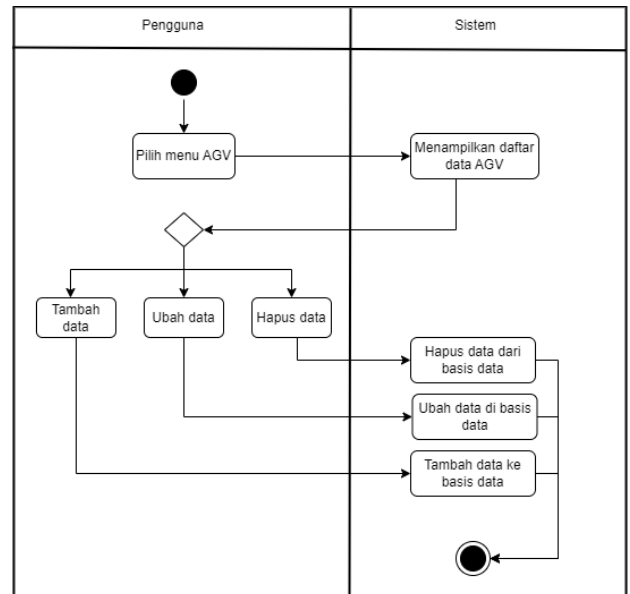 Pengguna
Sistem
Pilih menu AGV
Menampilkan daftar
data AGV
Tambah
data
Ubah data
Hapus data
Hapus data dari
basis data
Ubah data di basis
data
Tambah data ke
basis data